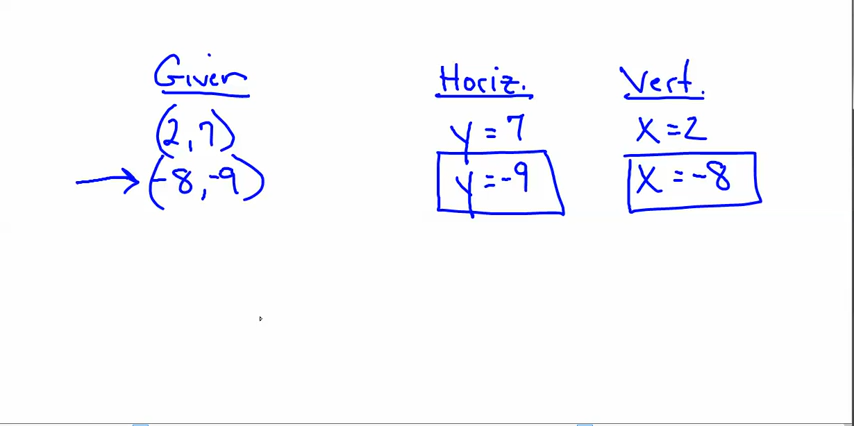 Given Horiz. Vert.
(2,7) y=7 x=2
(-8,-9) y=-9 x=-8